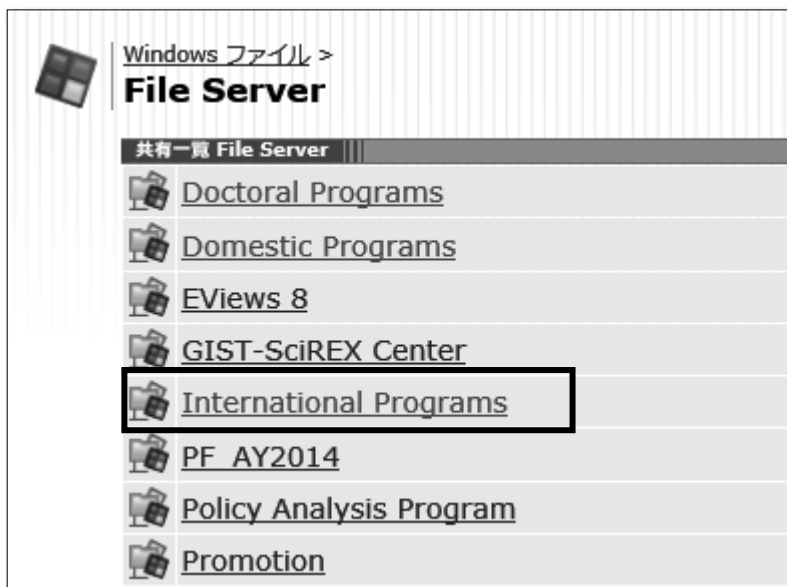 Windows ファイル >
File Server
共有一覧 File Server
Doctoral Programs
Domestic Programs
EViews 8
GIST-SciREX Center
International Programs
PF_AY2014
Policy Analysis Program
Promotion